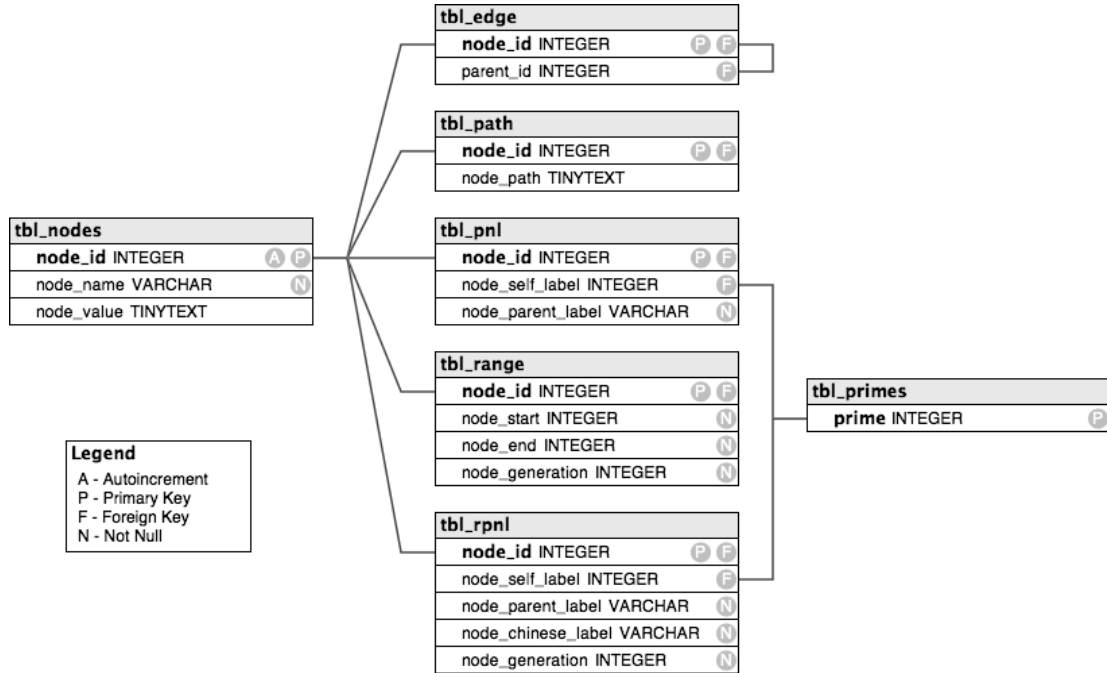 tbl_edge
node_id INTEGER P F
parent_id INTEGER F
tbl_path
node_id INTEGER P F
node_path TINYTEXT
tbl_nodes
node_id INTEGER A P
node_name VARCHAR N
node_value TINYTEXT
tbl_pnl
node_id INTEGER P F
node_self_label INTEGER F
node_parent_label VARCHAR N
tbl_range
node_id INTEGER P F
node_start INTEGER N
node_end INTEGER N
node_generation INTEGER N
tbl_primes
prime INTEGER P
Legend
A - Autoincrement
P - Primary Key
F - Foreign Key
N - Not Null
tbl_rpnl
node_id INTEGER P F
node_self_label INTEGER F
node_parent_label VARCHAR N
node_chinese_label VARCHAR N
node_generation INTEGER N